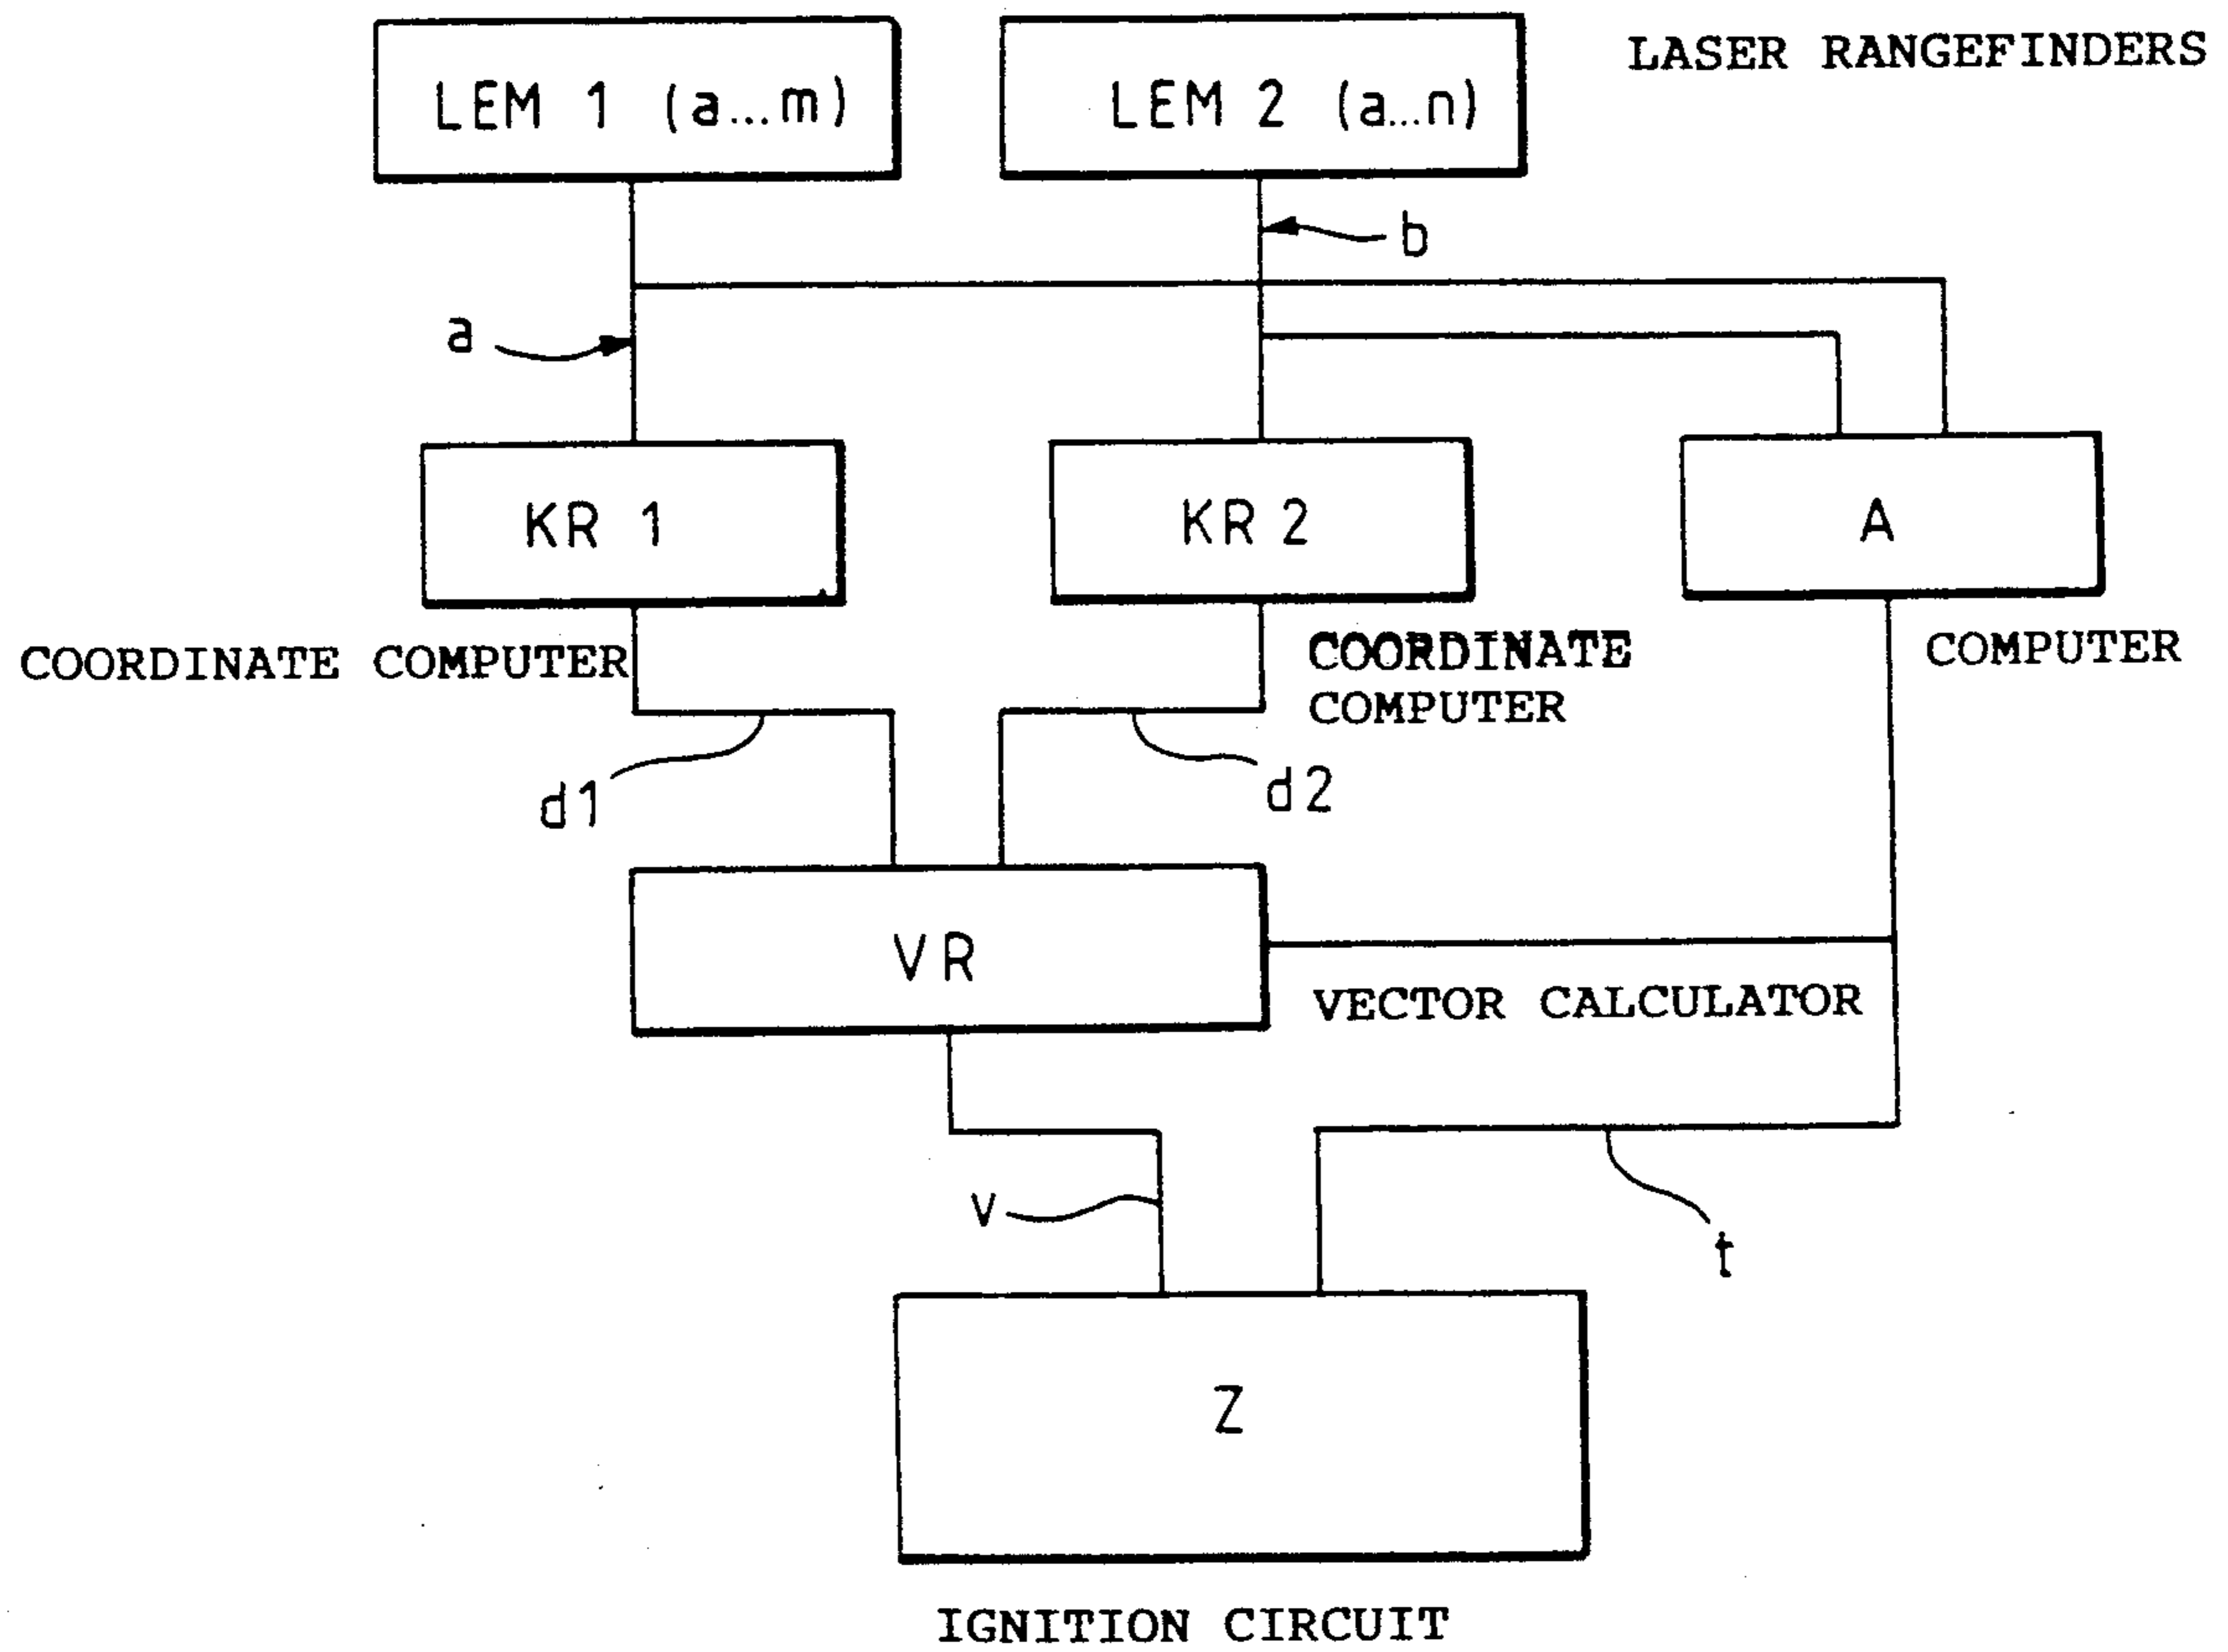 LEM 1 (a...m)
LEM 2 (a...n)
LASER RANGEFINDERS
b
a
KR 1
KR 2
A
COORDINATE COMPUTER
COORDINATE
COMPUTER
COMPUTER
d1
d2
VR
VECTOR CALCULATOR
v
t
Z
IGNITION CIRCUIT